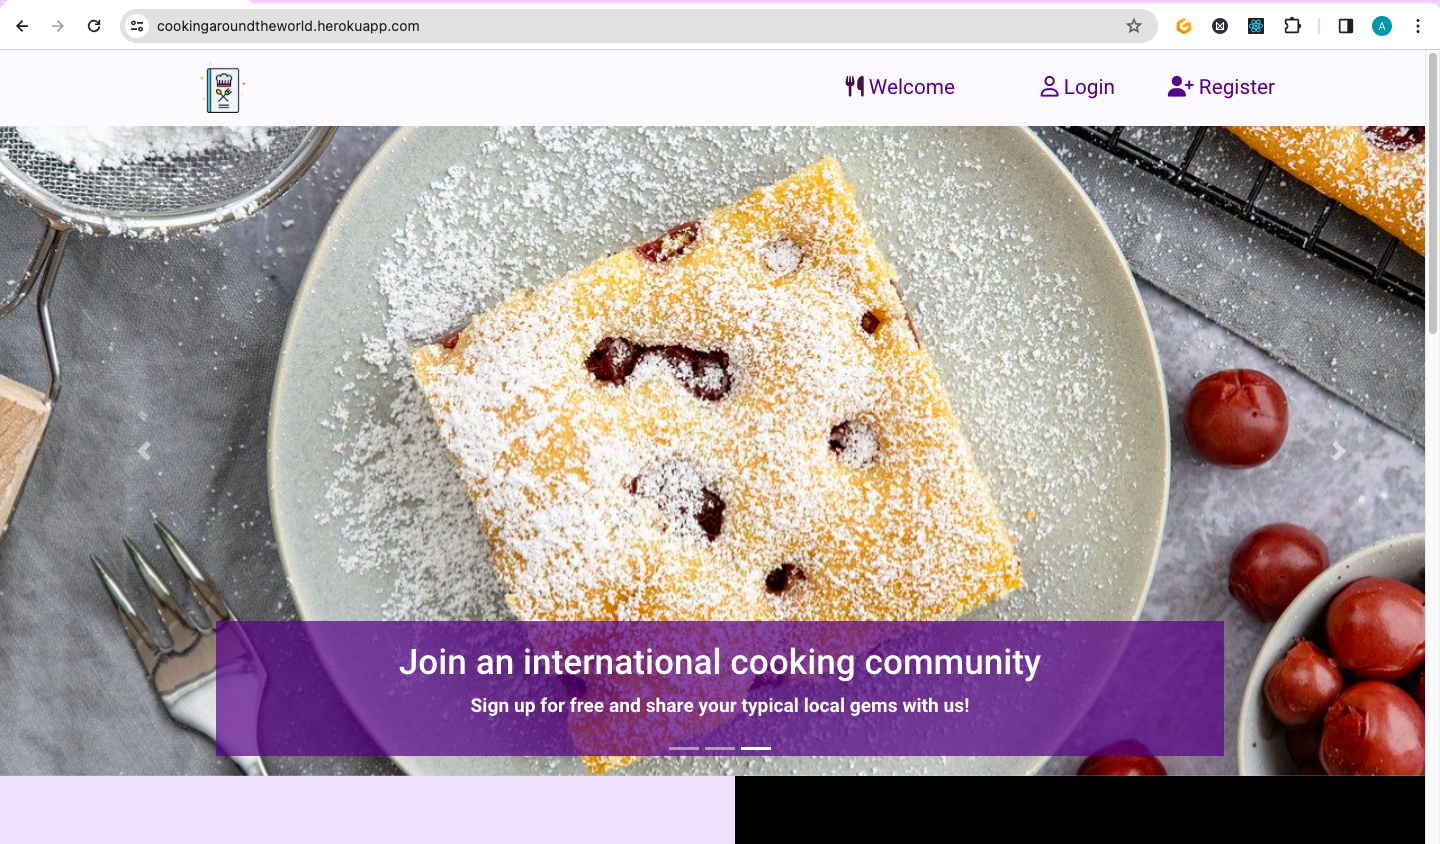 cookingaroundtheworld.herokuapp.com
A
Welcome
Login
Register
Join an international cooking community
Sign up for free and share your typical local gems with us!